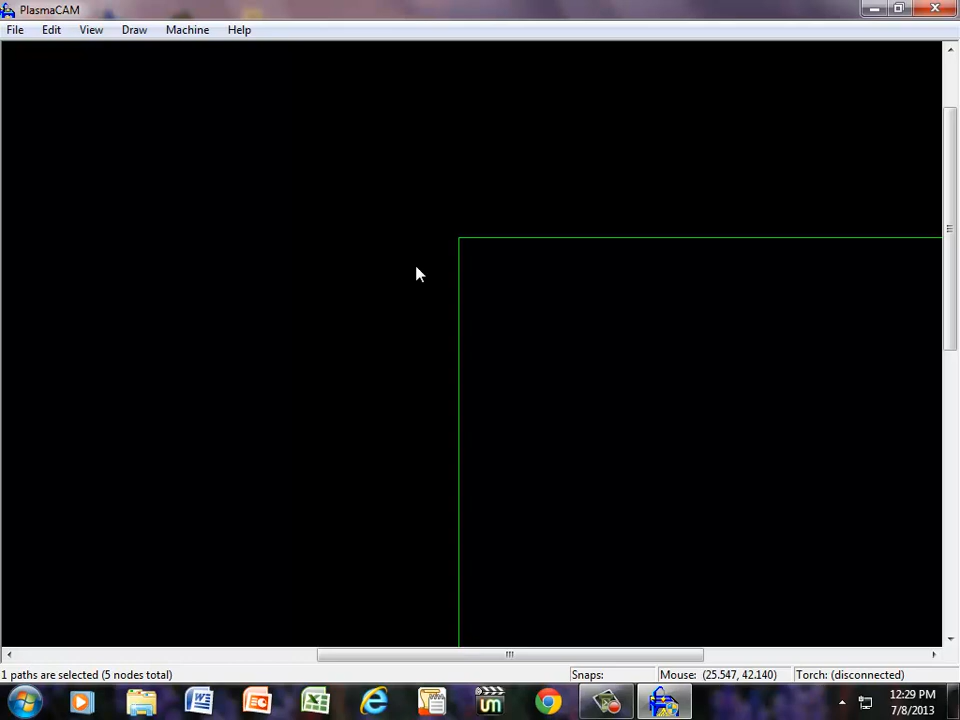 PlasmaCAM
File Edit View Draw Machine Help
1 paths are selected (5 nodes total) Snaps: Mouse: (25.547, 42.140) Torch: (disconnected)
um
12:29 PM
7/8/2013